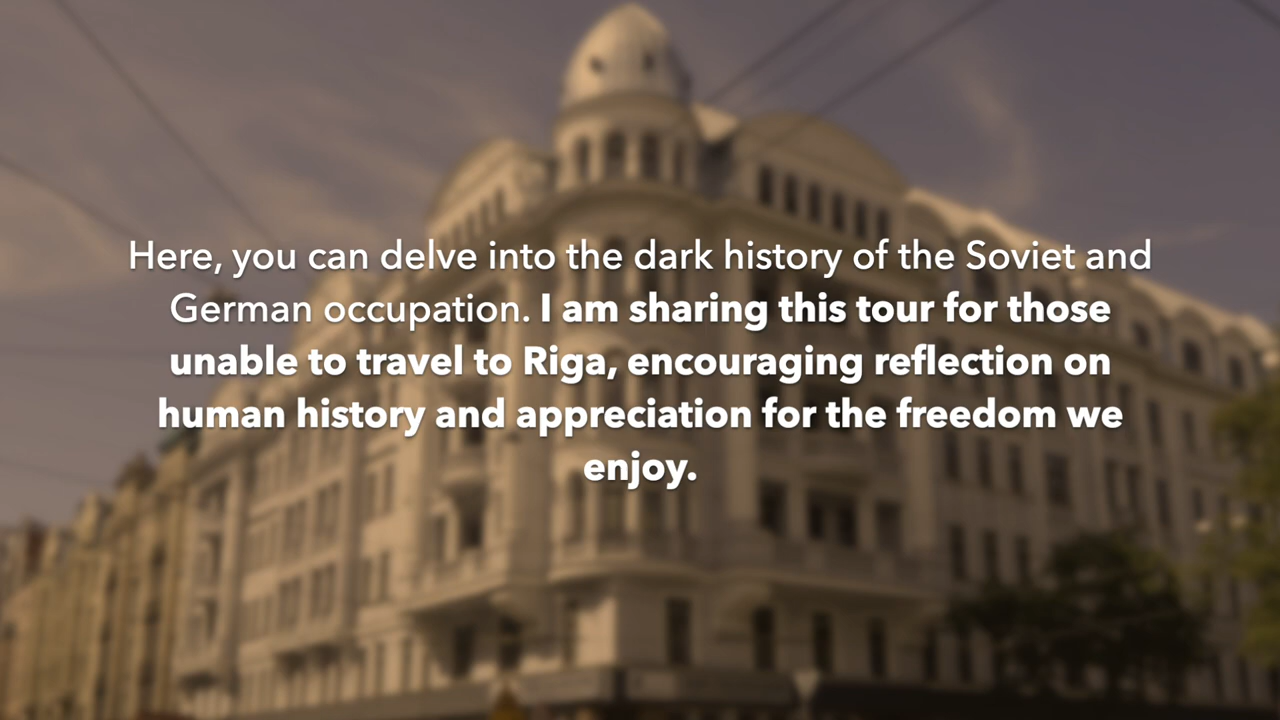 Here, you can delve into the dark history of the Soviet and
German occupation. I am sharing this tour for those
unable to travel to Riga, encouraging reflection on
human history and appreciation for the freedom we
enjoy.